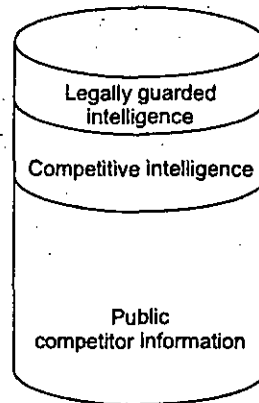 Legally guarded
intelligence
Competitive intelligence
Public
competitor information